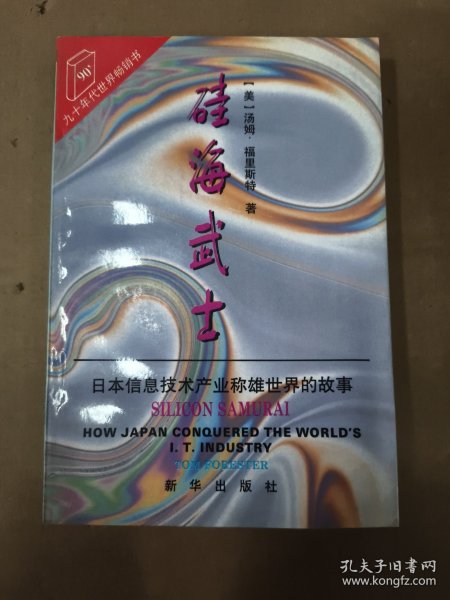 90's
九十年代世界畅销书
硅海武士
[美]汤姆·福里斯特 著
日本信息技术产业称雄世界的故事
SILICON SAMURAI
HOW JAPAN CONQUERED THE WORLD'S
I. T. INDUSTRY
TOM FORESTER
新华出版社
孔夫子旧书网
www.kongfz.com